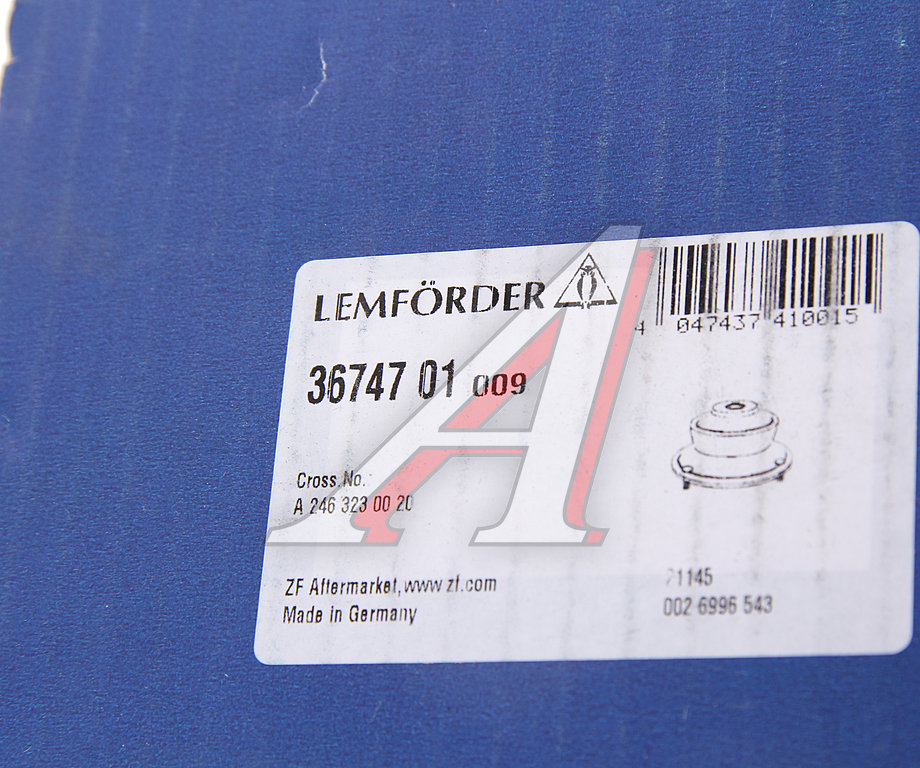 LEMFÖRDER
4 047437 410015
36747 01 009
Cross.No.
A 246 323 00 20
ZF Aftermarket, www.zf.com
Made in Germany
71145
002 6996 543